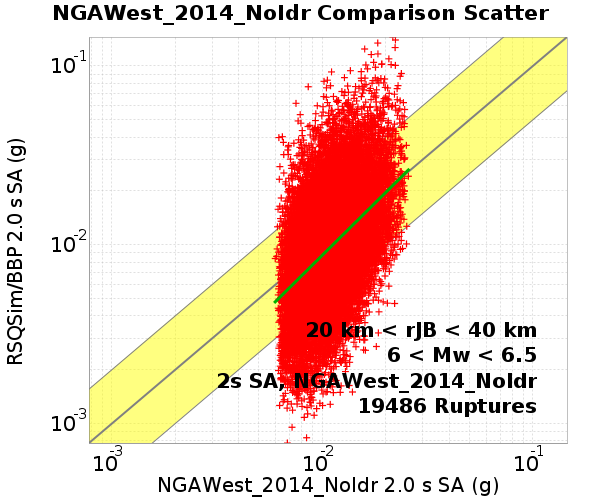 NGAWest_2014_NoIdr Comparison Scatter
RSQSim/BBP 2.0 s SA (g)
10-1
10-2
10-3
20 km < rJB < 40 km
6 < Mw < 6.5
2s SA, NGAWest_2014_NoIdr
19486 Ruptures
10-3 10-2 10-1
NGAWest_2014_NoIdr 2.0 s SA (g)